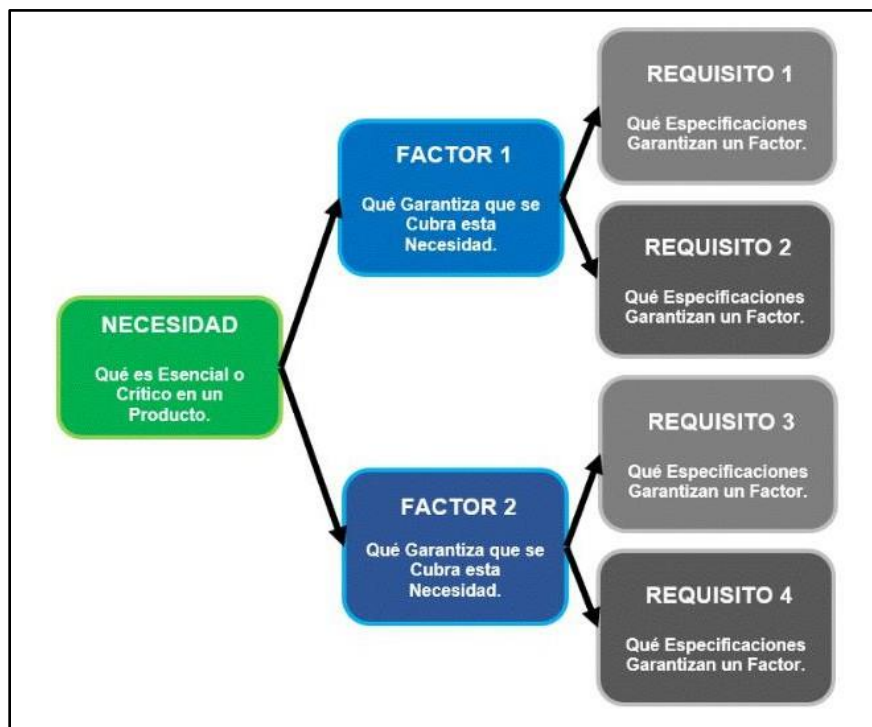 NECESIDAD
Qué es Esencial o
Crítico en un
Producto.
FACTOR 1
Qué Garantiza que se
Cubra esta
Necesidad.
REQUISITO 1
Qué Especificaciones
Garantizan un Factor.
REQUISITO 2
Qué Especificaciones
Garantizan un Factor.
FACTOR 2
Qué Garantiza que se
Cubra esta
Necesidad.
REQUISITO 3
Qué Especificaciones
Garantizan un Factor.
REQUISITO 4
Qué Especificaciones
Garantizan un Factor.